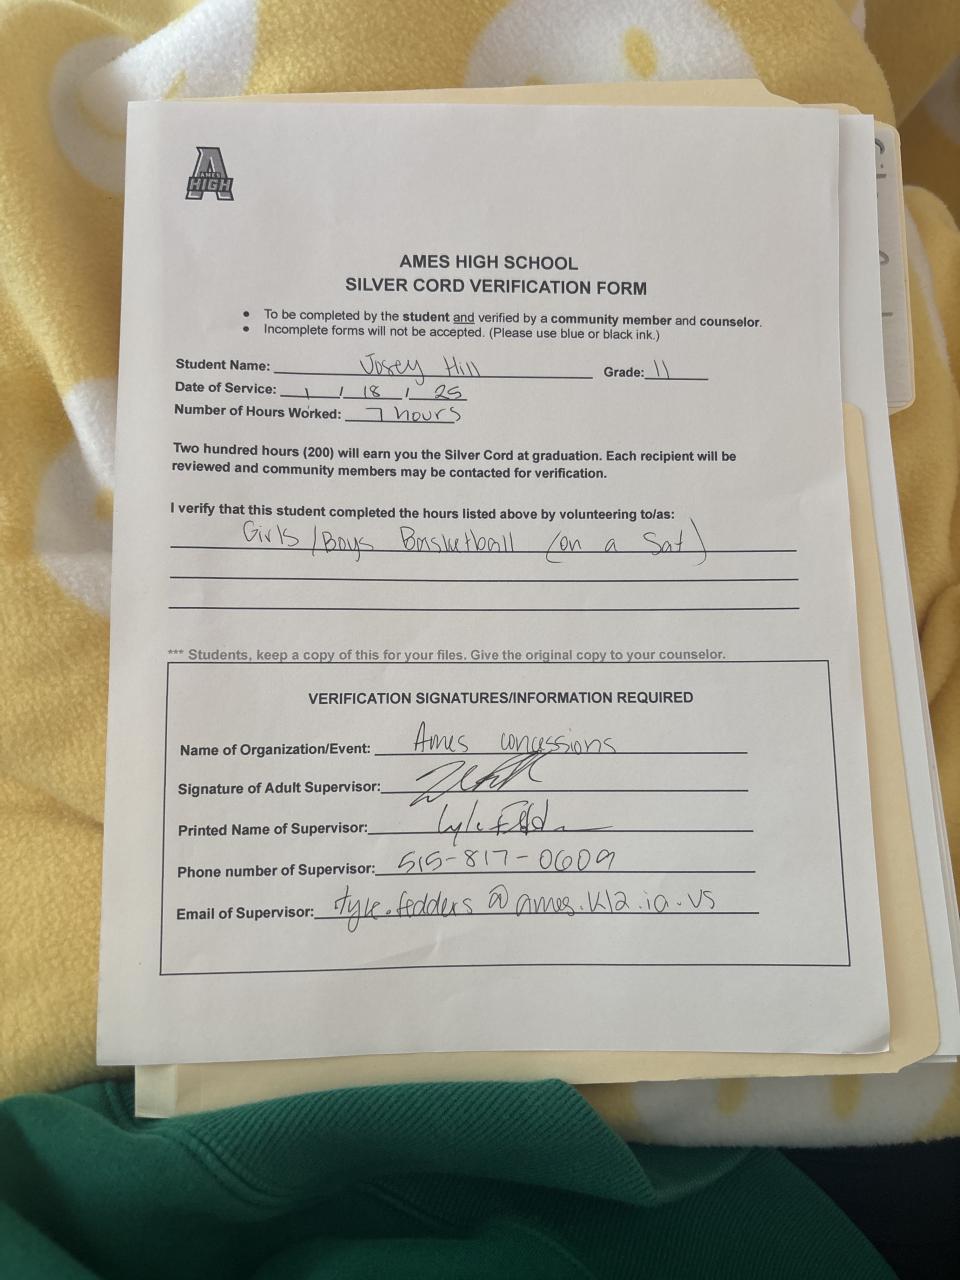 A
AMES
HIGH
AMES HIGH SCHOOL
SILVER CORD VERIFICATION FORM
• To be completed by the student and verified by a community member and counselor.
• Incomplete forms will not be accepted. (Please use blue or black ink.)
Student Name: Josey Hill Grade: 11
Date of Service: 1 / 18 / 25
Number of Hours Worked: 7 hours
Two hundred hours (200) will earn you the Silver Cord at graduation. Each recipient will be
reviewed and community members may be contacted for verification.
I verify that this student completed the hours listed above by volunteering to/as:
Girls / Boys Basketball (on a Sat)
*** Students, keep a copy of this for your files. Give the original copy to your counselor.
VERIFICATION SIGNATURES/INFORMATION REQUIRED
Name of Organization/Event: Ames concessions
Signature of Adult Supervisor:
Printed Name of Supervisor:
Phone number of Supervisor: 515-817-0609
Email of Supervisor: .fedders @ ames.k12.ia.us